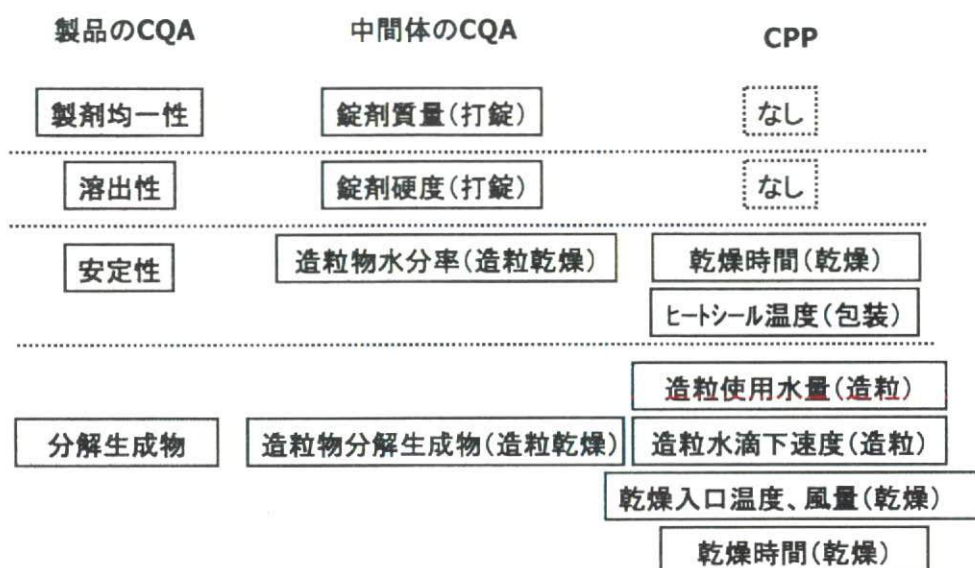 製品のCQA 中間体のCQA CPP
製剤均一性 錠剤質量(打錠) なし
溶出性 錠剤硬度(打錠) なし
安定性 造粒物水分率(造粒乾燥) 乾燥時間(乾燥)
ヒートシール温度(包装)
造粒使用水量(造粒)
分解生成物 造粒物分解生成物(造粒乾燥) 造粒水滴下速度(造粒)
乾燥入口温度、風量(乾燥)
乾燥時間(乾燥)